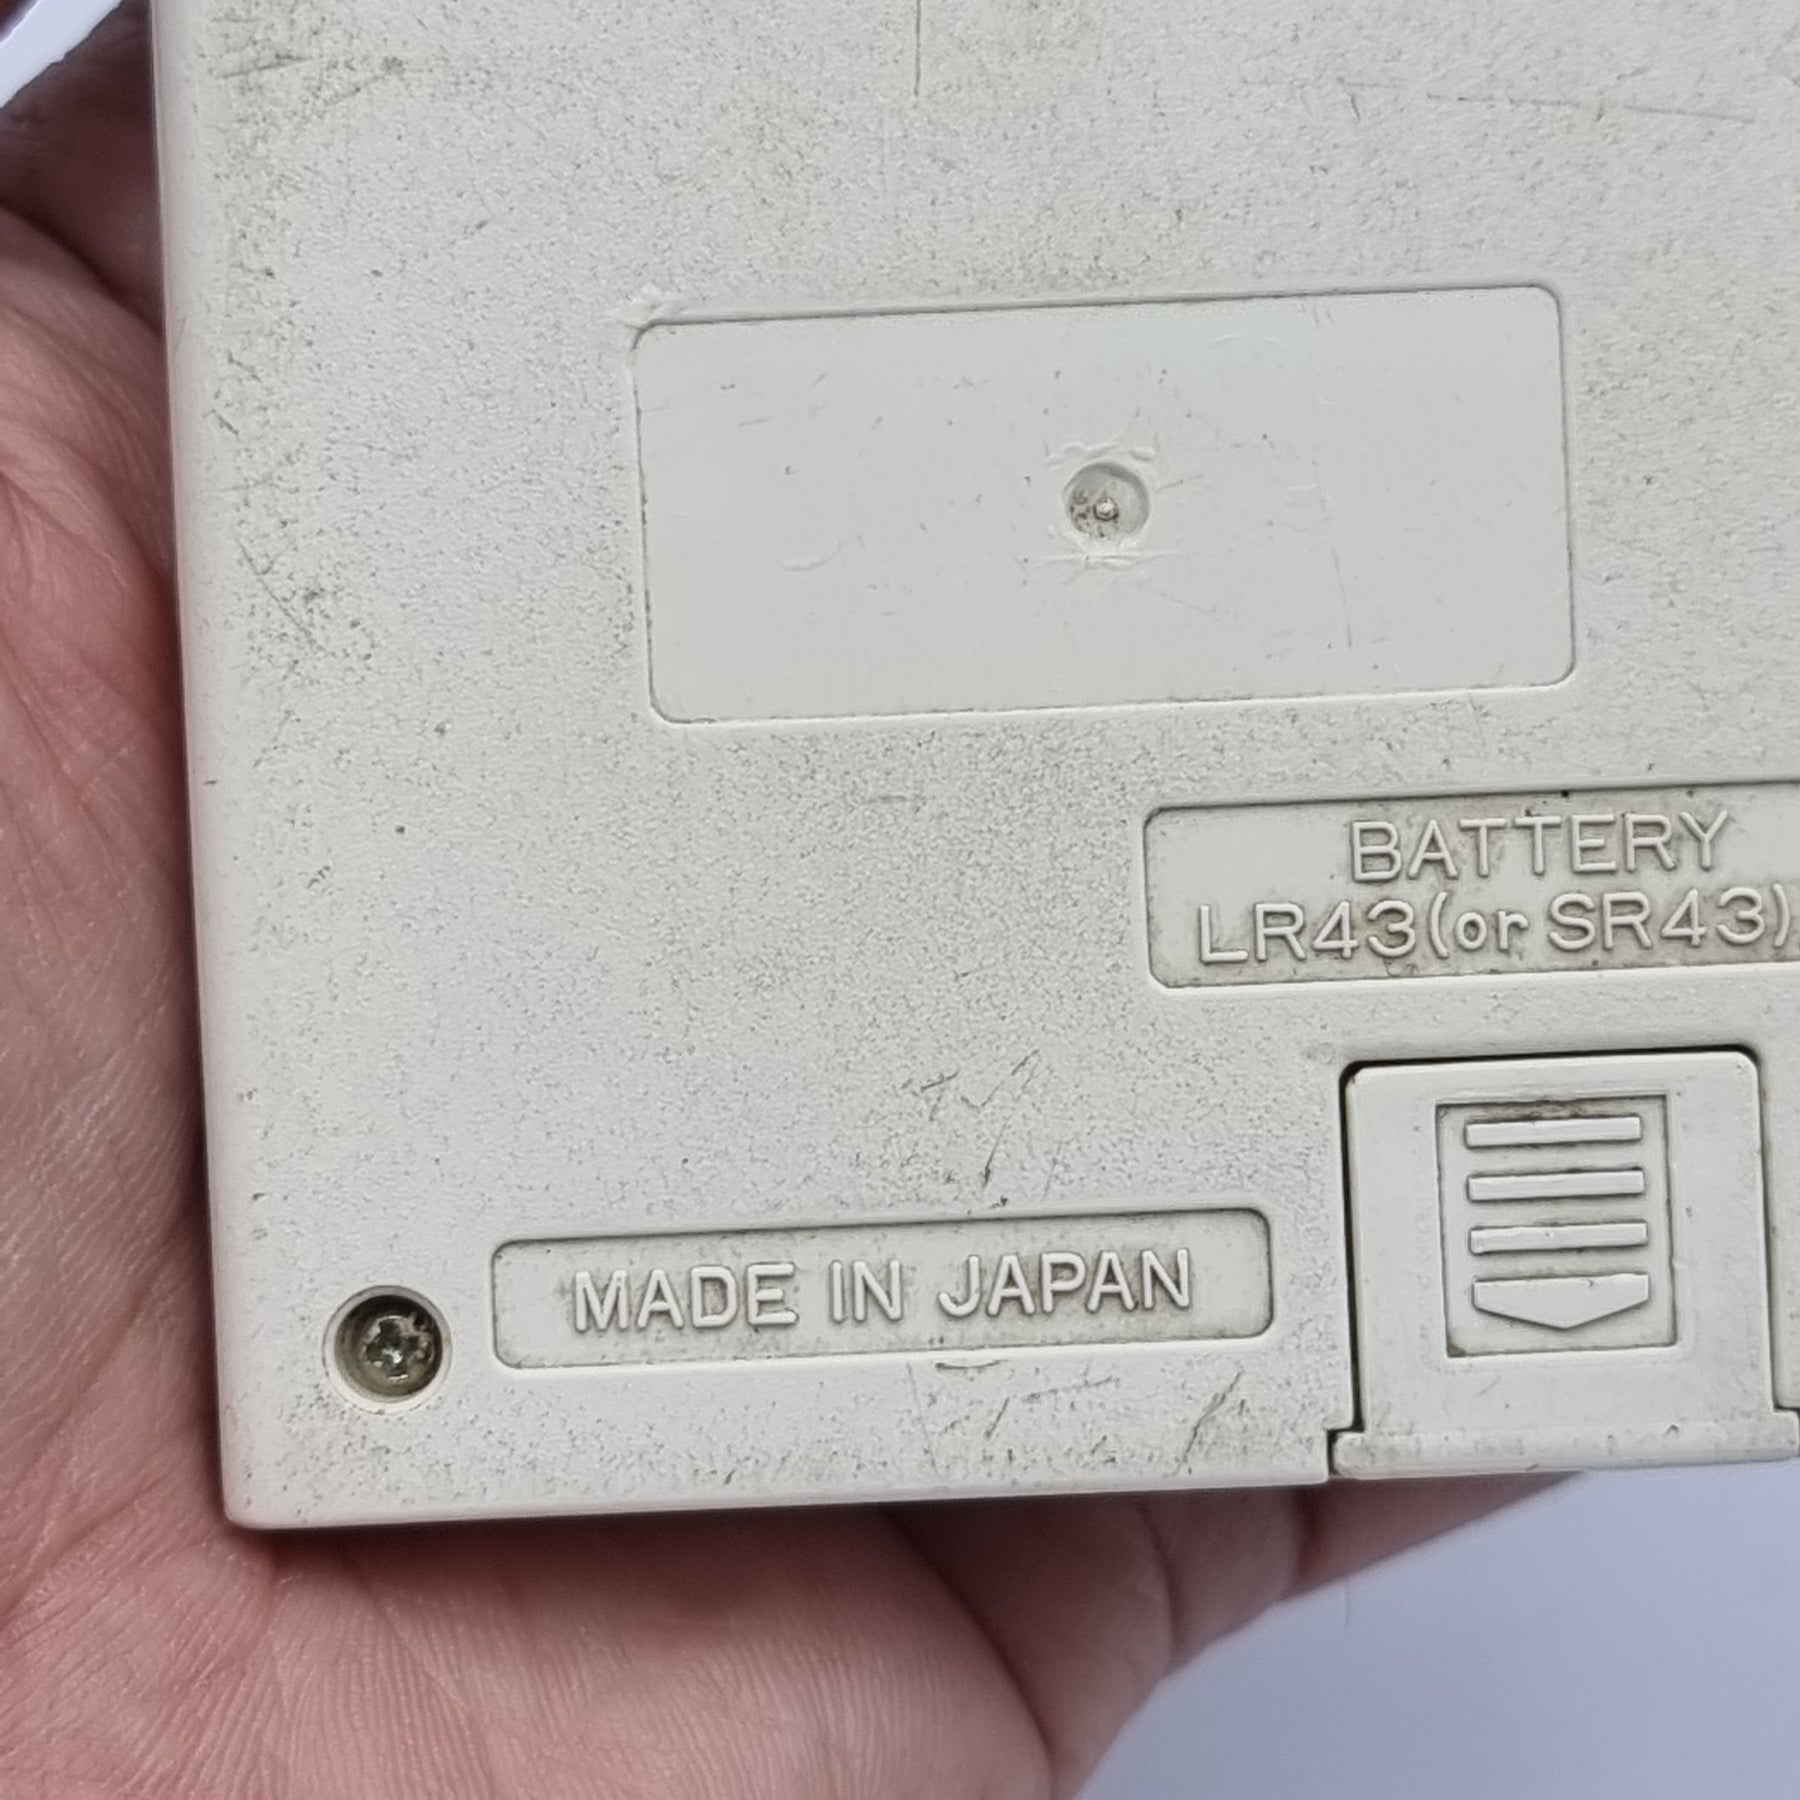 BATTERY
LR43(or SR43)
MADE IN JAPAN